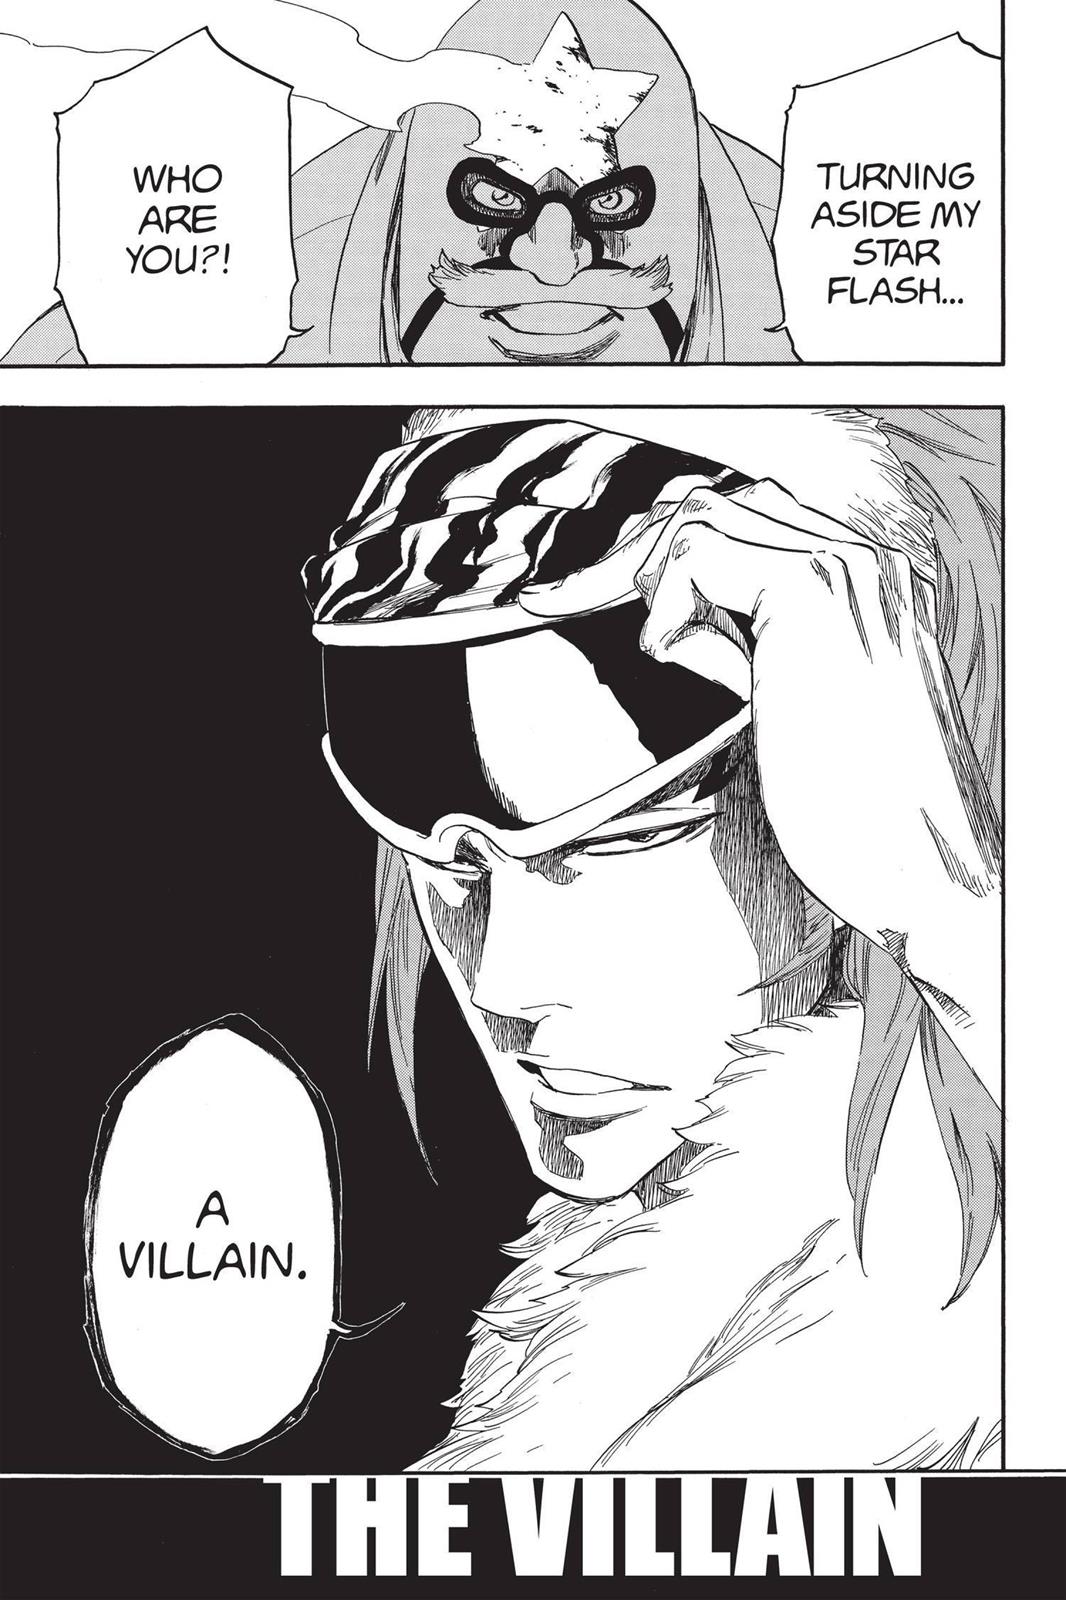 TURNING
ASIDE MY
STAR
FLASH...
WHO
ARE
YOU?!
A
VILLAIN.
THE VILLAIN